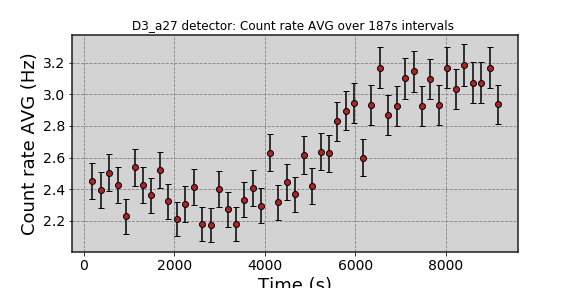 D3_a27 detector: Count rate AVG over 187s intervals
Count rate AVG (Hz)
3.2
3.0
2.8
2.6
2.4
2.2
0 2000 4000 6000 8000
Time (s)